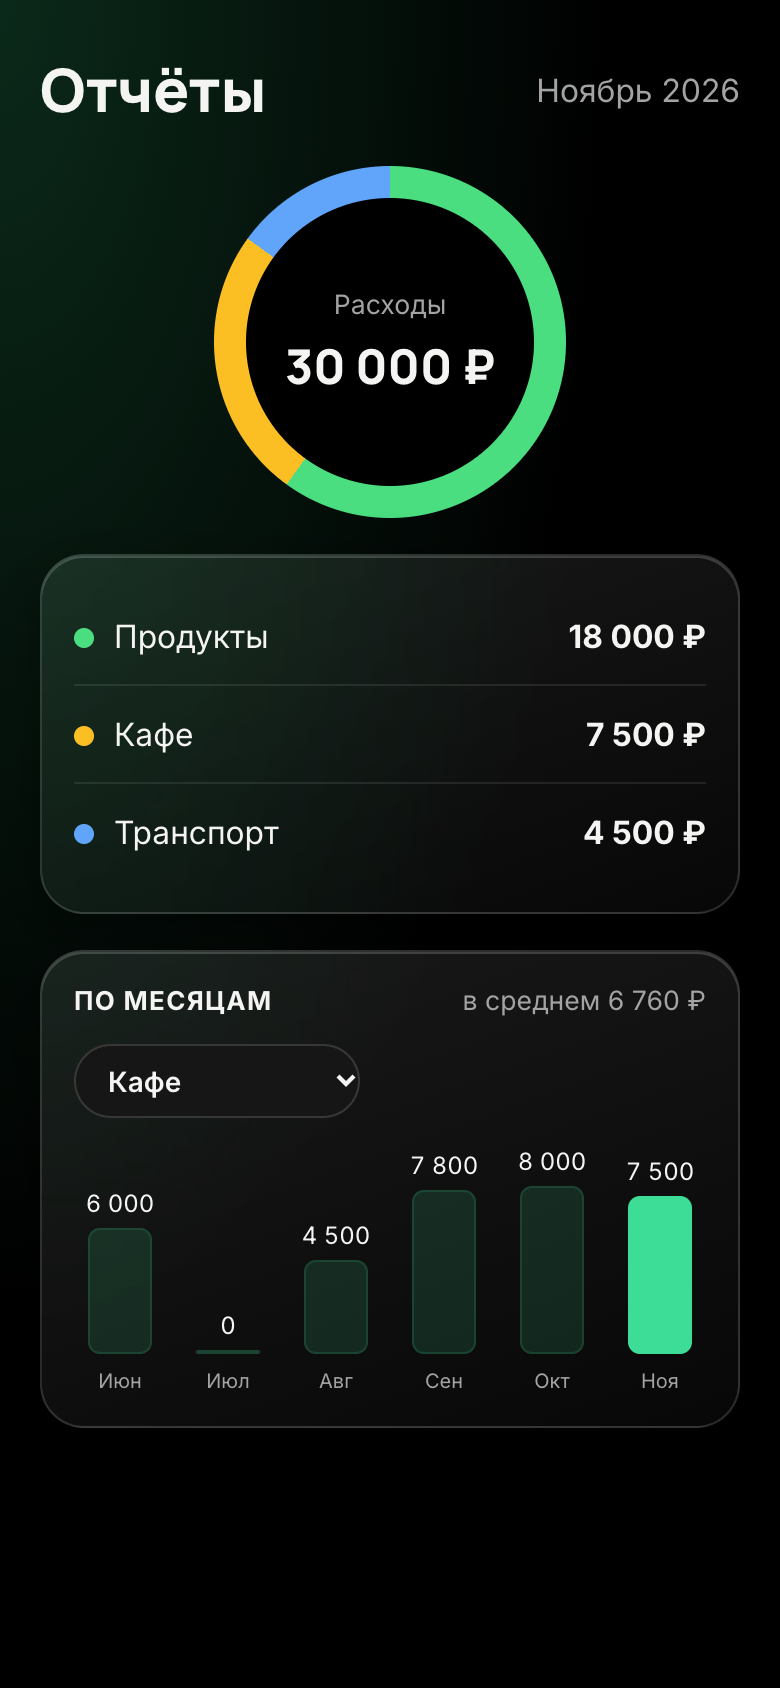 Отчёты
Ноябрь 2026
Расходы
30 000 ₽
Продукты 18 000 ₽
Кафе 7 500 ₽
Транспорт 4 500 ₽
ПО МЕСЯЦАМ
в среднем 6 760 ₽
Кафе
6 000
0
4 500
7 800
8 000
7 500
Июн Июл Авг Сен Окт Ноя